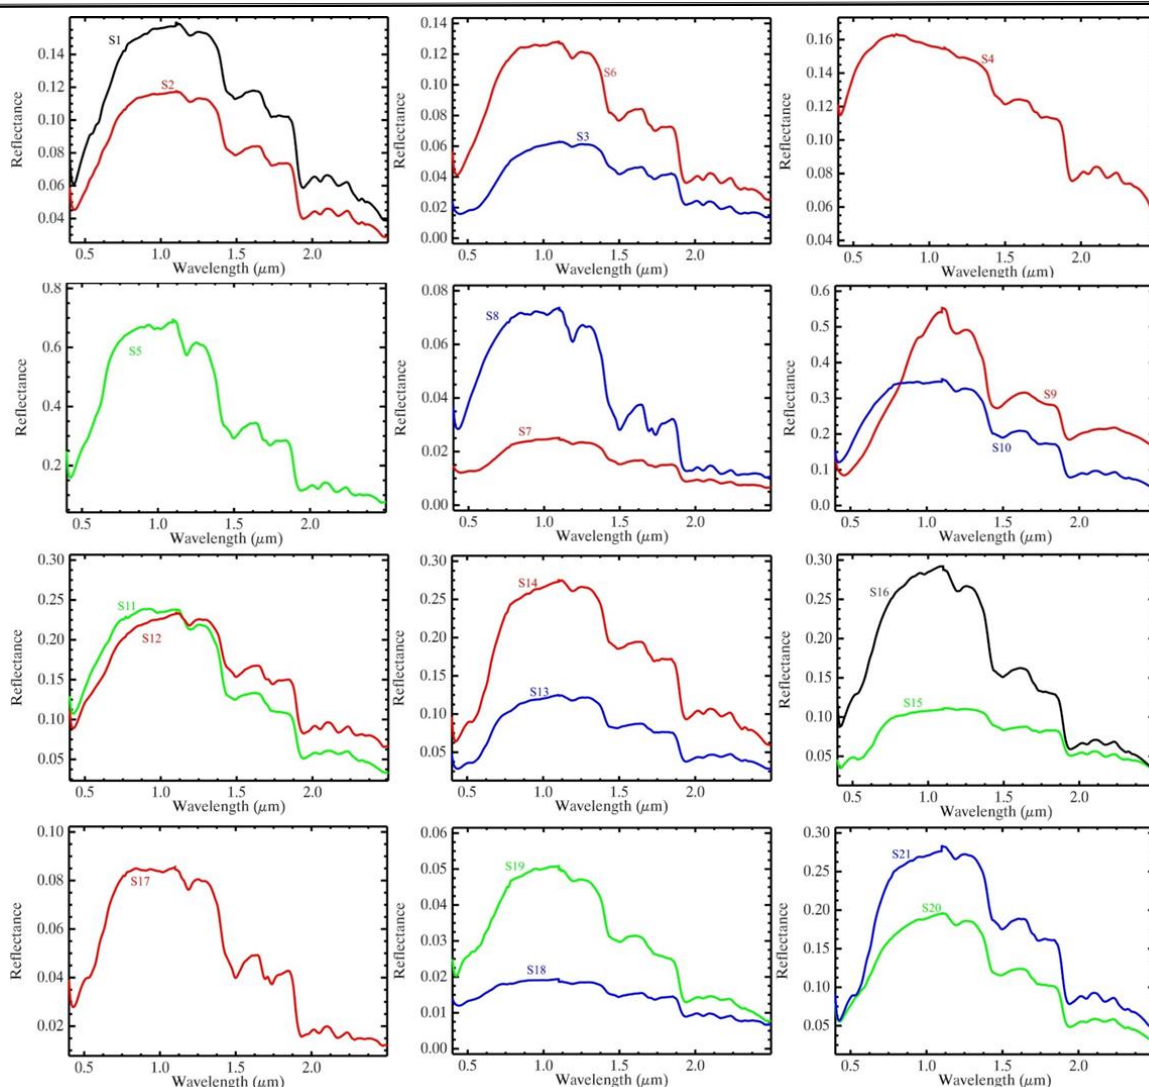 Reflectance
0.14
0.12
0.10
0.08
0.06
0.04
S1
S2
0.5 1.0 1.5 2.0
Wavelength (μm)
Reflectance
0.14
0.12
0.10
0.08
0.06
0.04
0.02
0.00
S6
S3
0.5 1.0 1.5 2.0
Wavelength (μm)
Reflectance
0.16
0.14
0.12
0.10
0.08
0.06
0.04
S4
0.5 1.0 1.5 2.0
Wavelength (μm)
Reflectance
0.8
0.6
0.4
0.2
S5
0.5 1.0 1.5 2.0
Wavelength (μm)
Reflectance
0.08
0.06
0.04
0.02
0.00
S8
S7
0.5 1.0 1.5 2.0
Wavelength (μm)
Reflectance
0.6
0.5
0.4
0.3
0.2
0.1
0.0
S9
S10
0.5 1.0 1.5 2.0
Wavelength (μm)
Reflectance
0.30
0.25
0.20
0.15
0.10
0.05
S11
S12
0.5 1.0 1.5 2.0
Wavelength (μm)
Reflectance
0.30
0.25
0.20
0.15
0.10
0.05
S14
S13
0.5 1.0 1.5 2.0
Wavelength (μm)
Reflectance
0.30
0.25
0.20
0.15
0.10
0.05
S16
S15
0.5 1.0 1.5 2.0
Wavelength (μm)
Reflectance
0.10
0.08
0.06
0.04
0.02
S17
0.5 1.0 1.5 2.0
Wavelength (μm)
Reflectance
0.06
0.05
0.04
0.03
0.02
0.01
0.00
S19
S18
0.5 1.0 1.5 2.0
Wavelength (μm)
Reflectance
0.30
0.25
0.20
0.15
0.10
0.05
S21
S20
0.5 1.0 1.5 2.0
Wavelength (μm)